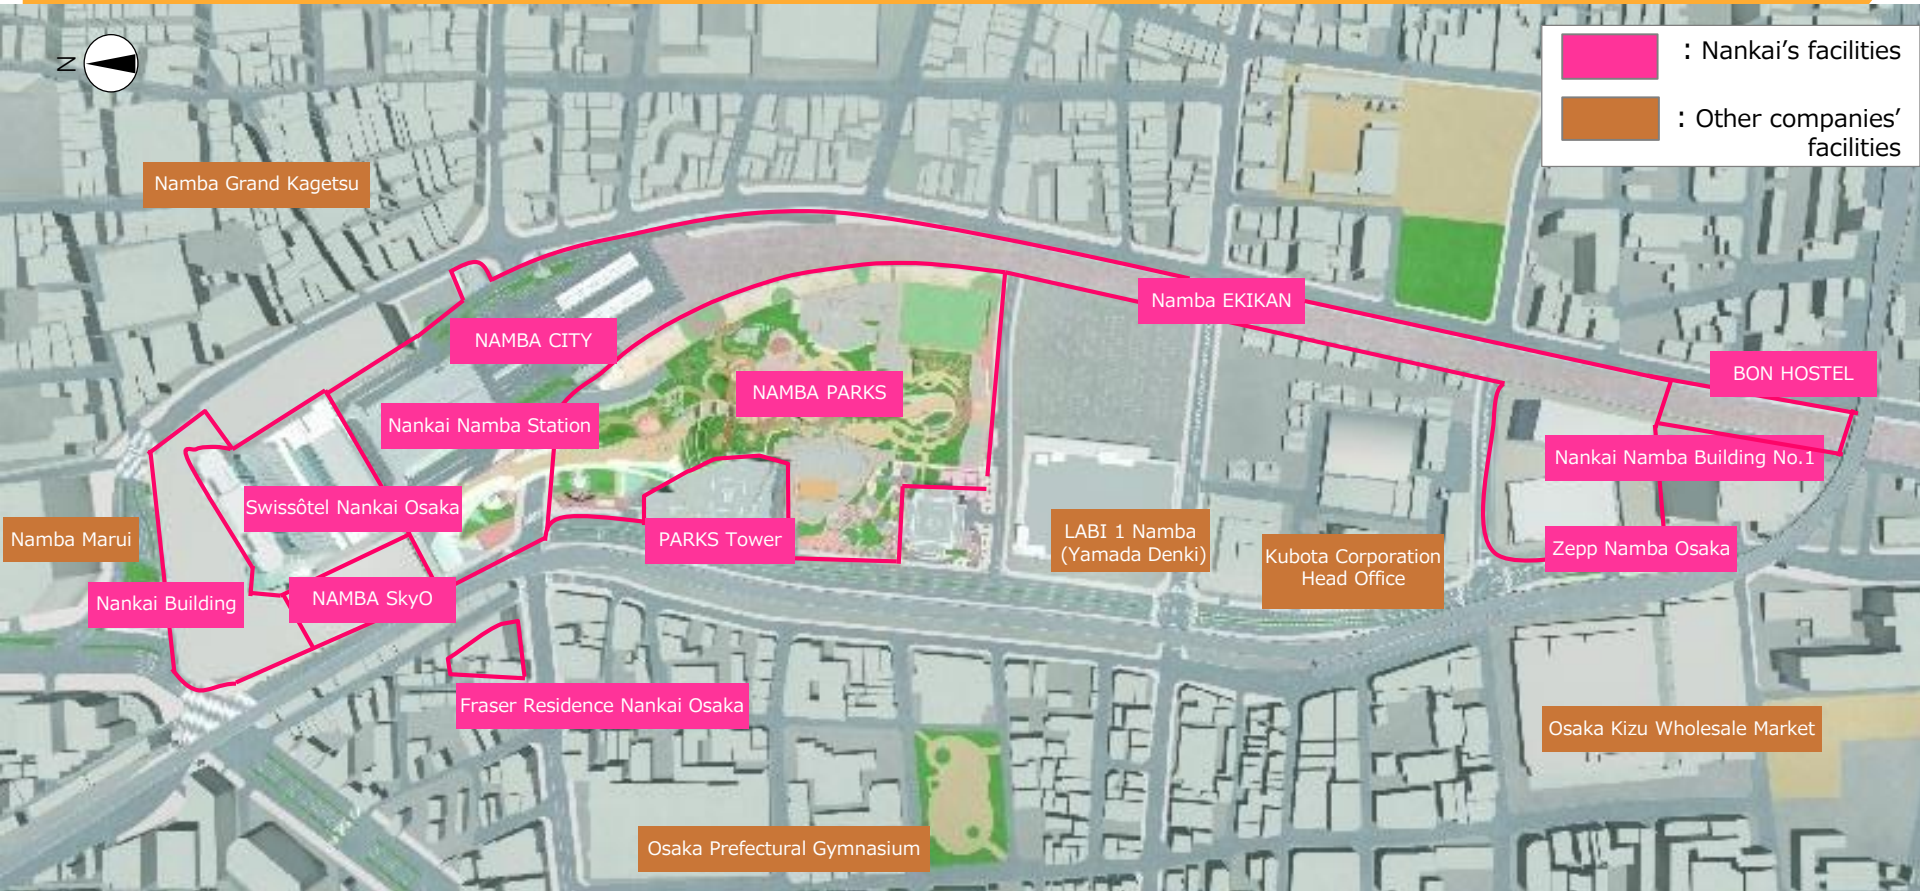 N
: Nankai's facilities
: Other companies'
facilities
Namba Grand Kagetsu
Namba EKIKAN
NAMBA CITY
BON HOSTEL
NAMBA PARKS
Nankai Namba Station
Nankai Namba Building No.1
Swissôtel Nankai Osaka
Namba Marui
PARKS Tower
LABI 1 Namba
(Yamada Denki)
Kubota Corporation
Head Office
Zepp Namba Osaka
Nankai Building
NAMBA SkyO
Fraser Residence Nankai Osaka
Osaka Kizu Wholesale Market
Osaka Prefectural Gymnasium